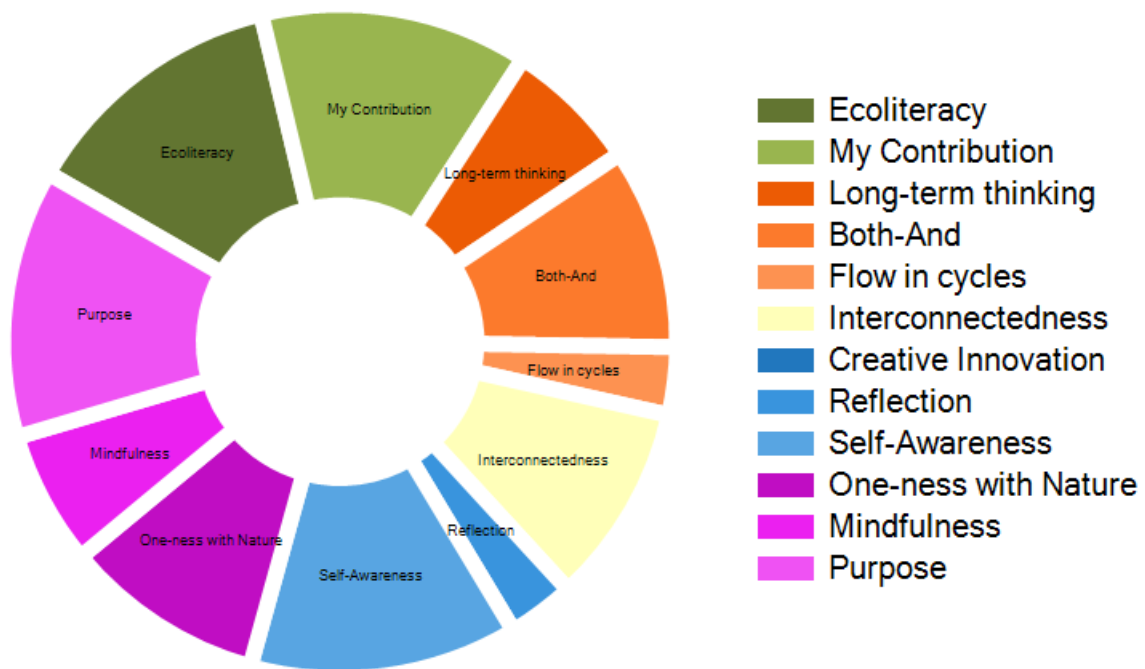 My Contribution
Ecoliteracy
Long-term thinking
Both-And
Purpose
Flow in cycles
Mindfulness
Interconnectedness
Reflection
One-ness with Nature
Self-Awareness
Ecoliteracy
My Contribution
Long-term thinking
Both-And
Flow in cycles
Interconnectedness
Creative Innovation
Reflection
Self-Awareness
One-ness with Nature
Mindfulness
Purpose